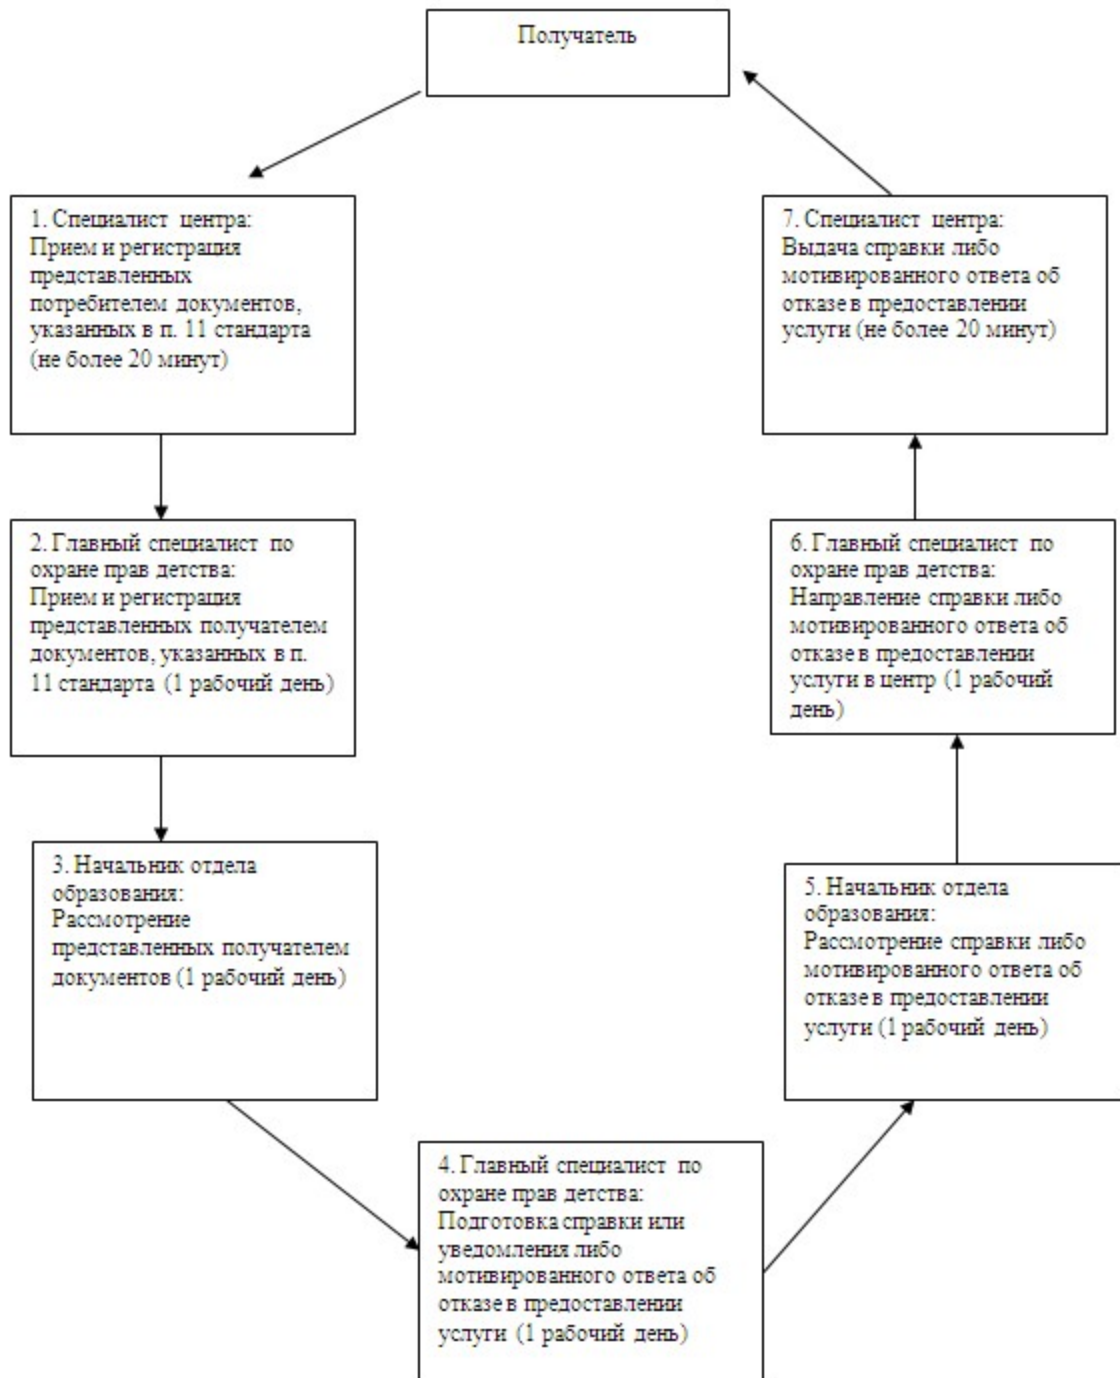 Получатель
1. Специалист центра:
Прием и регистрация
представленных
потребителем документов,
указанных в п. 11 стандарта
(не более 20 минут)
2. Главный специалист по
охране прав детства:
Прием и регистрация
представленных получателем
документов, указанных в п.
11 стандарта (1 рабочий день)
3. Начальник отдела
образования:
Рассмотрение
представленных получателем
документов (1 рабочий день)
4. Главный специалист по
охране прав детства:
Подготовка справки или
уведомления либо
мотивированного ответа об
отказе в предоставлении
услуги (1 рабочий день)
5. Начальник отдела
образования:
Рассмотрение справки либо
мотивированного ответа об
отказе в предоставлении
услуги (1 рабочий день)
6. Главный специалист по
охране прав детства:
Направление справки либо
мотивированного ответа об
отказе в предоставлении
услуги в центр (1 рабочий
день)
7. Специалист центра:
Выдача справки либо
мотивированного ответа об
отказе в предоставлении
услуги (не более 20 минут)